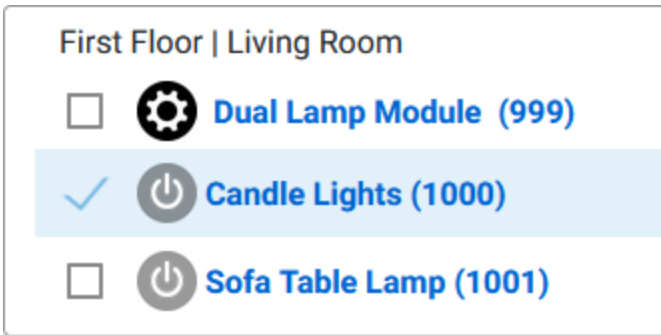 First Floor | Living Room
Dual Lamp Module  (999)
Candle Lights (1000)
Sofa Table Lamp (1001)